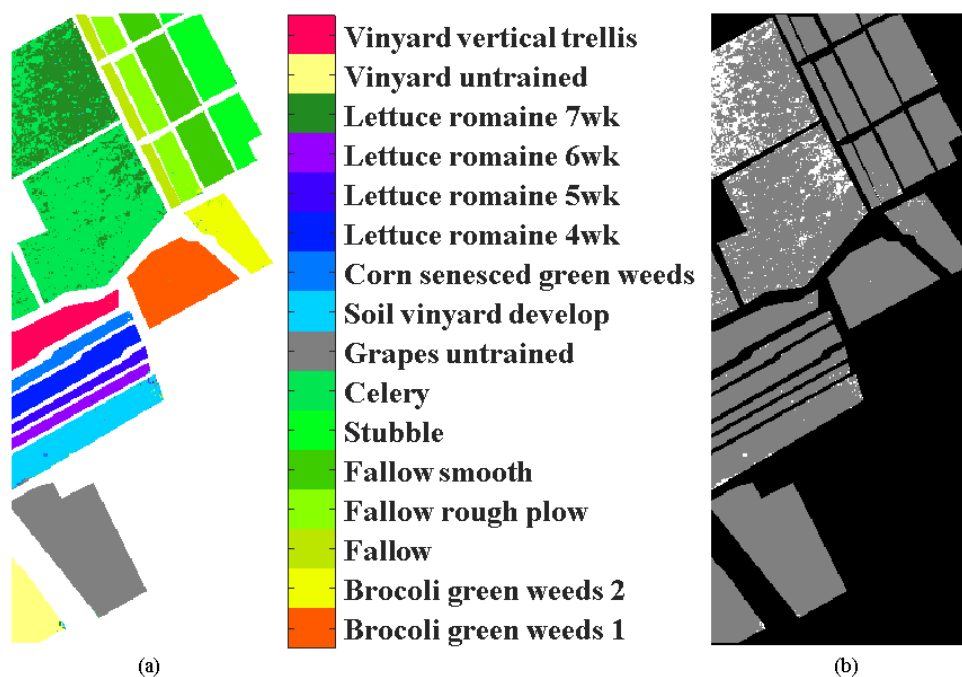 Vinyard vertical trellis
Vinyard untrained
Lettuce romaine 7wk
Lettuce romaine 6wk
Lettuce romaine 5wk
Lettuce romaine 4wk
Corn senesced green weeds
Soil vinyard develop
Grapes untrained
Celery
Stubble
Fallow smooth
Fallow rough plow
Fallow
Brocoli green weeds 2
Brocoli green weeds 1
(a)
(b)